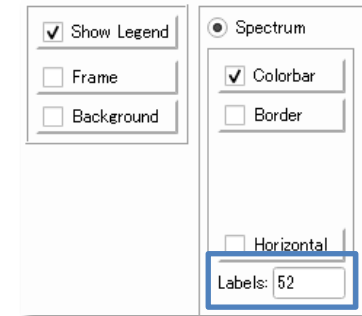 Show Legend
Frame
Background
Spectrum
Colorbar
Border
Horizontal
Labels: 52